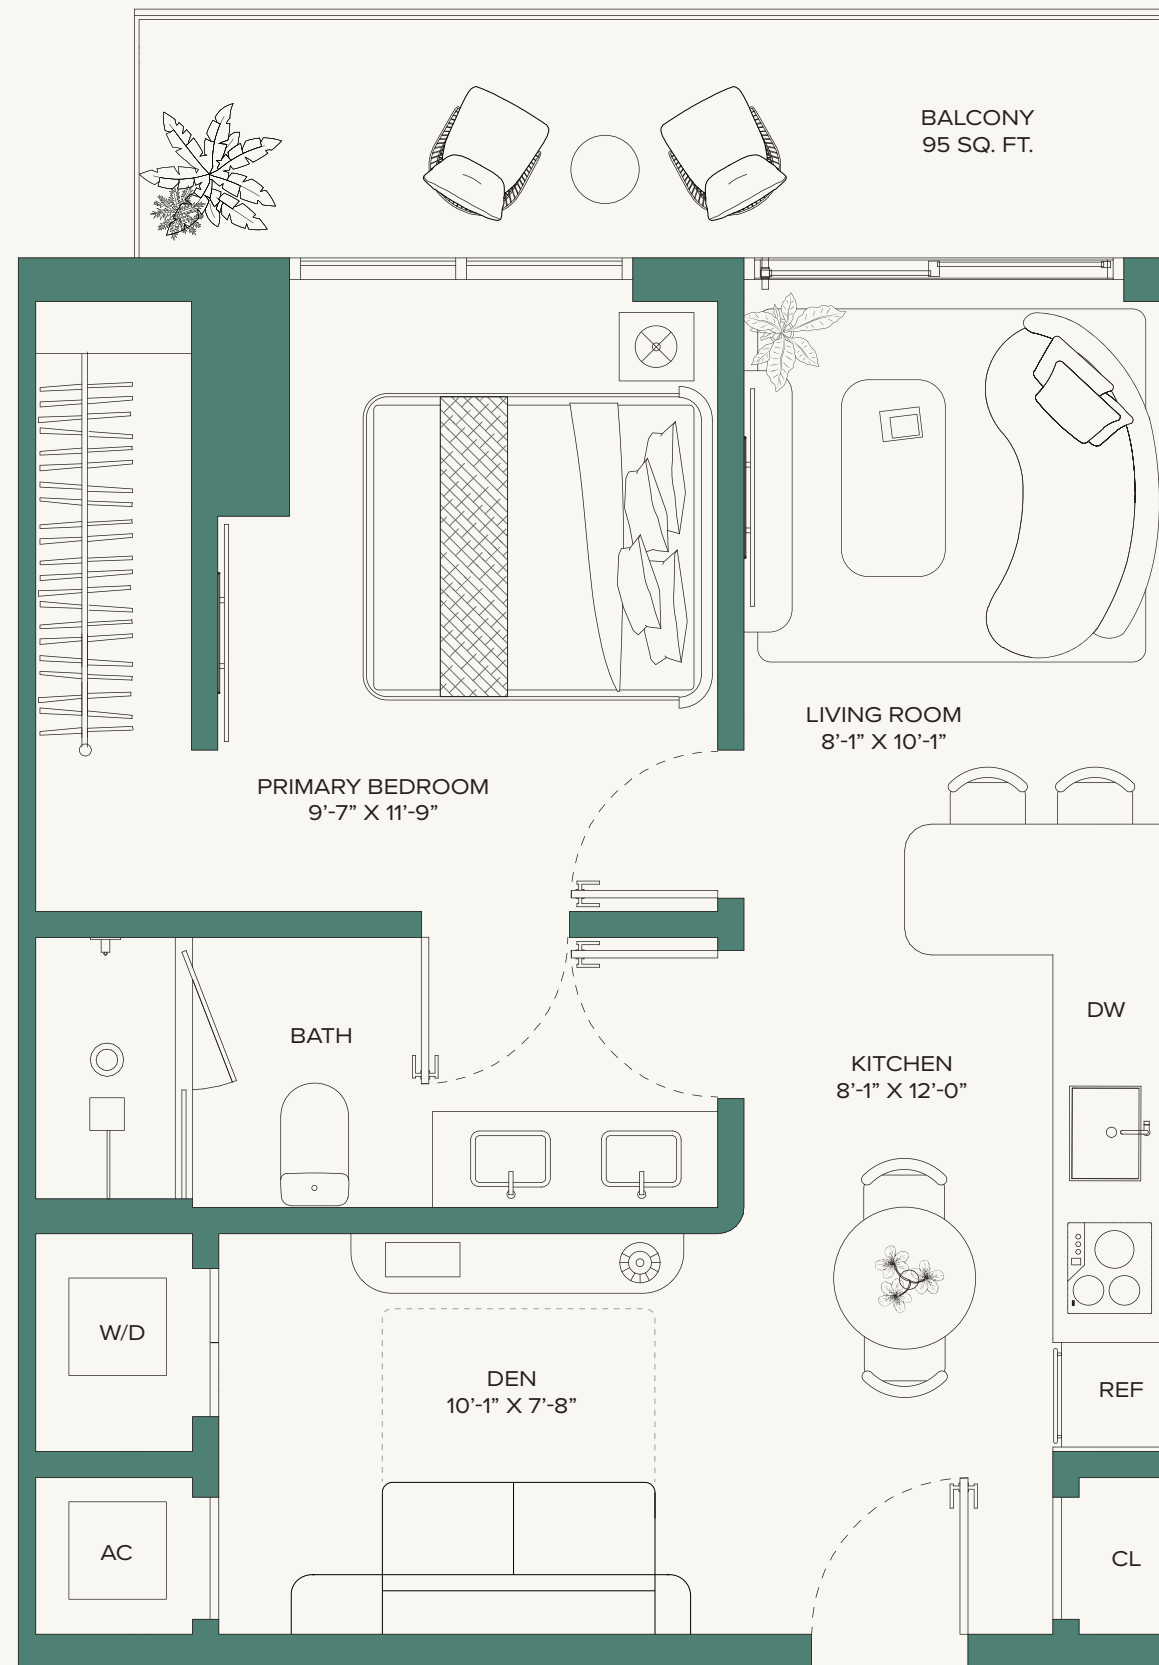 BALCONY
95 SQ. FT.
LIVING ROOM
8’-1” X 10’-1”
PRIMARY BEDROOM
9’-7” X 11’-9”
DW
BATH
KITCHEN
8’-1” X 12’-0”
W/D
DEN
10’-1” X 7’-8”
REF
AC
CL